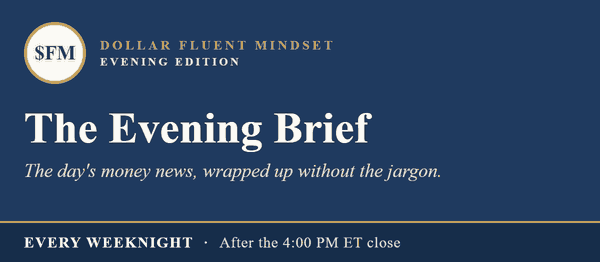 $FM
DOLLAR FLUENT MINDSET
EVENING EDITION
The Evening Brief
The day's money news, wrapped up without the jargon.
EVERY WEEKNIGHT · After the 4:00 PM ET close